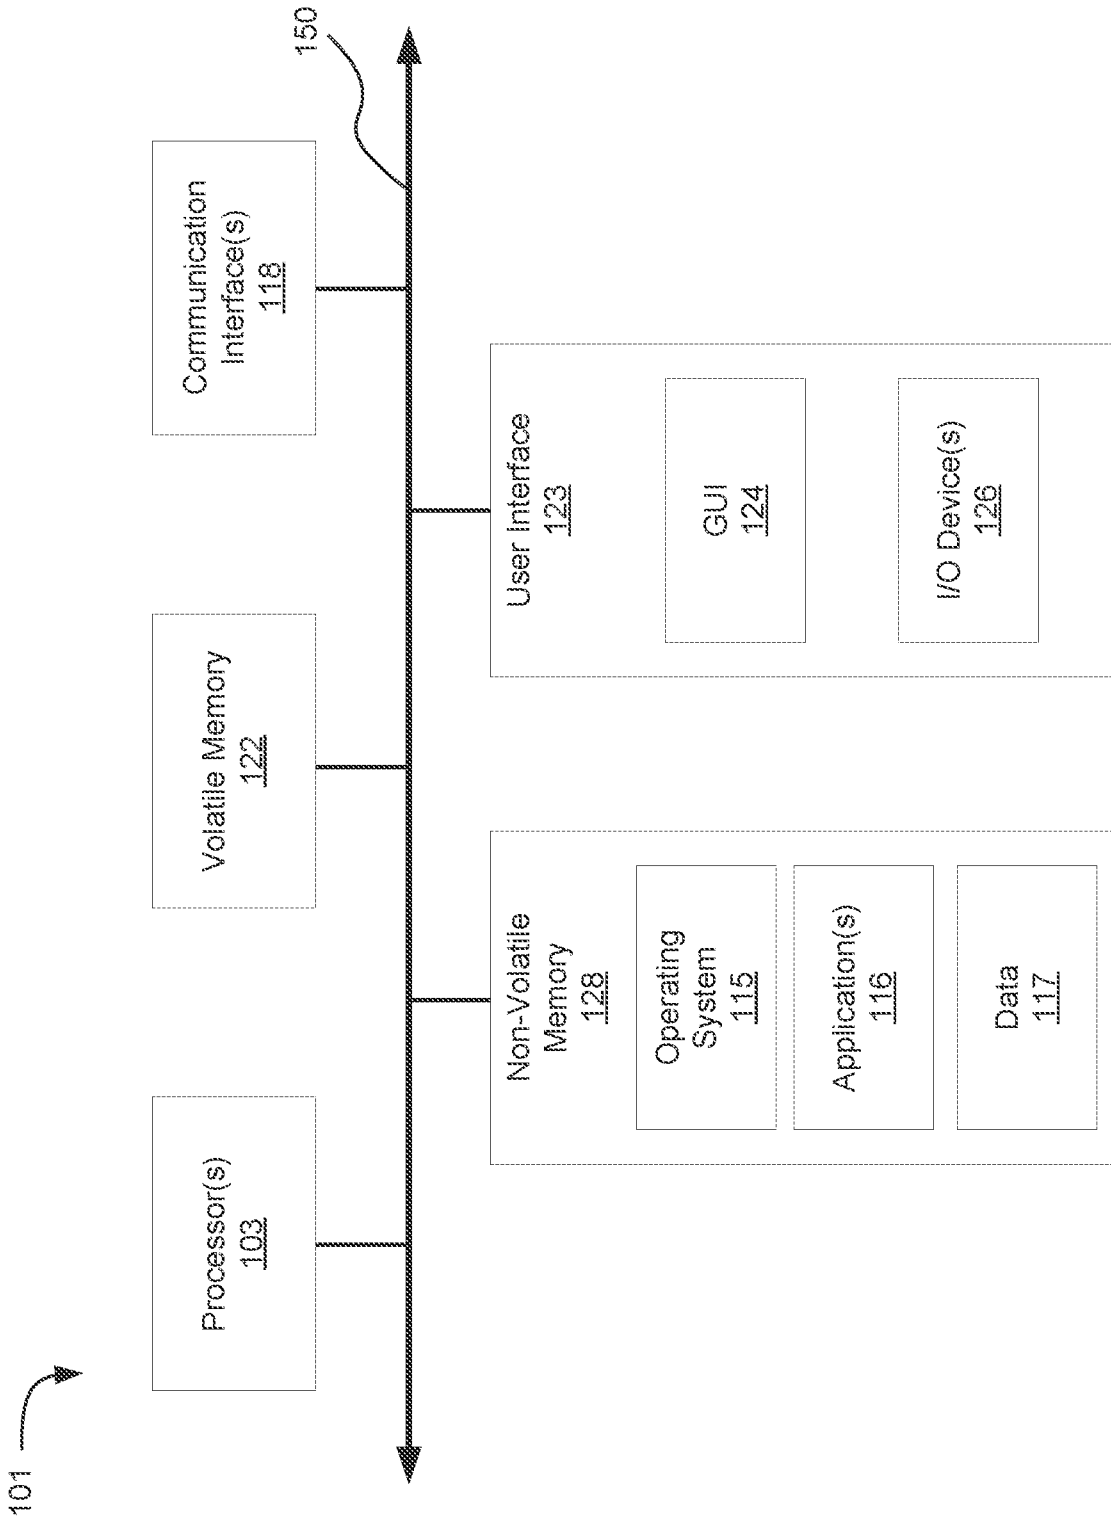 101
Processor(s)
103
Volatile Memory
122
Communication
Interface(s)
118
150
Non-Volatile
Memory
128
Operating
System
115
Application(s)
116
Data
117
User Interface
123
GUI
124
I/O Device(s)
126